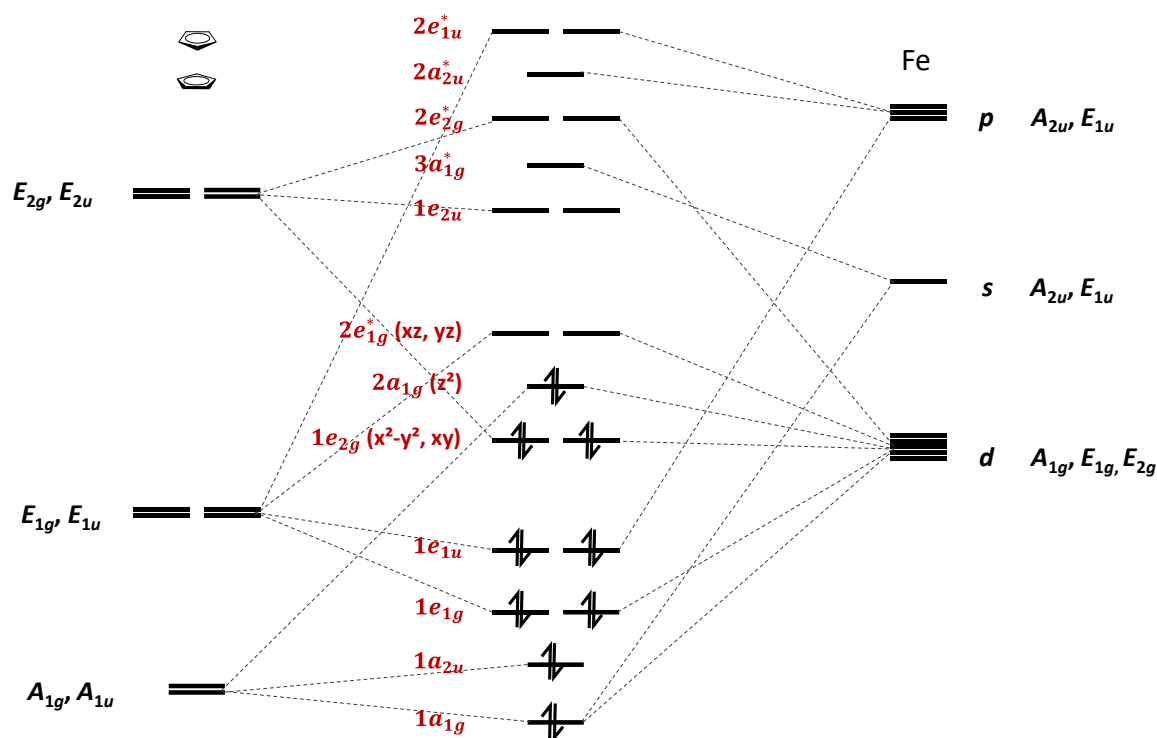 2e*1u
2a*2u
Fe
2e*2g
p A2u, E1u
3a*1g
E2g, E2u
1e2u
s A2u, E1u
2e*1g (xz, yz)
2a1g (z²)
1e2g (x²-y², xy)
d A1g, E1g, E2g
E1g, E1u
1e1u
1e1g
1a2u
A1g, A1u
1a1g